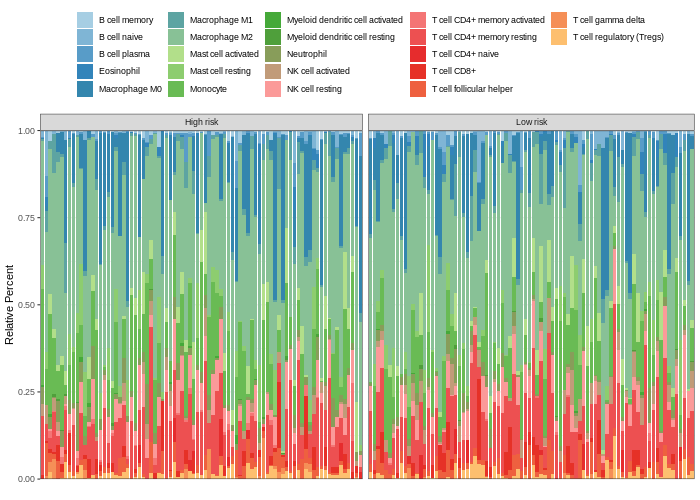 B cell memory
B cell naive
B cell plasma
Eosinophil
Macrophage M0
Macrophage M1
Macrophage M2
Mast cell activated
Mast cell resting
Monocyte
Myeloid dendritic cell activated
Myeloid dendritic cell resting
Neutrophil
NK cell activated
NK cell resting
T cell CD4+ memory activated
T cell CD4+ memory resting
T cell CD4+ naive
T cell CD8+
T cell follicular helper
T cell gamma delta
T cell regulatory (Tregs)
High risk
Low risk
1.00
0.75
0.50
0.25
0.00
Relative Percent